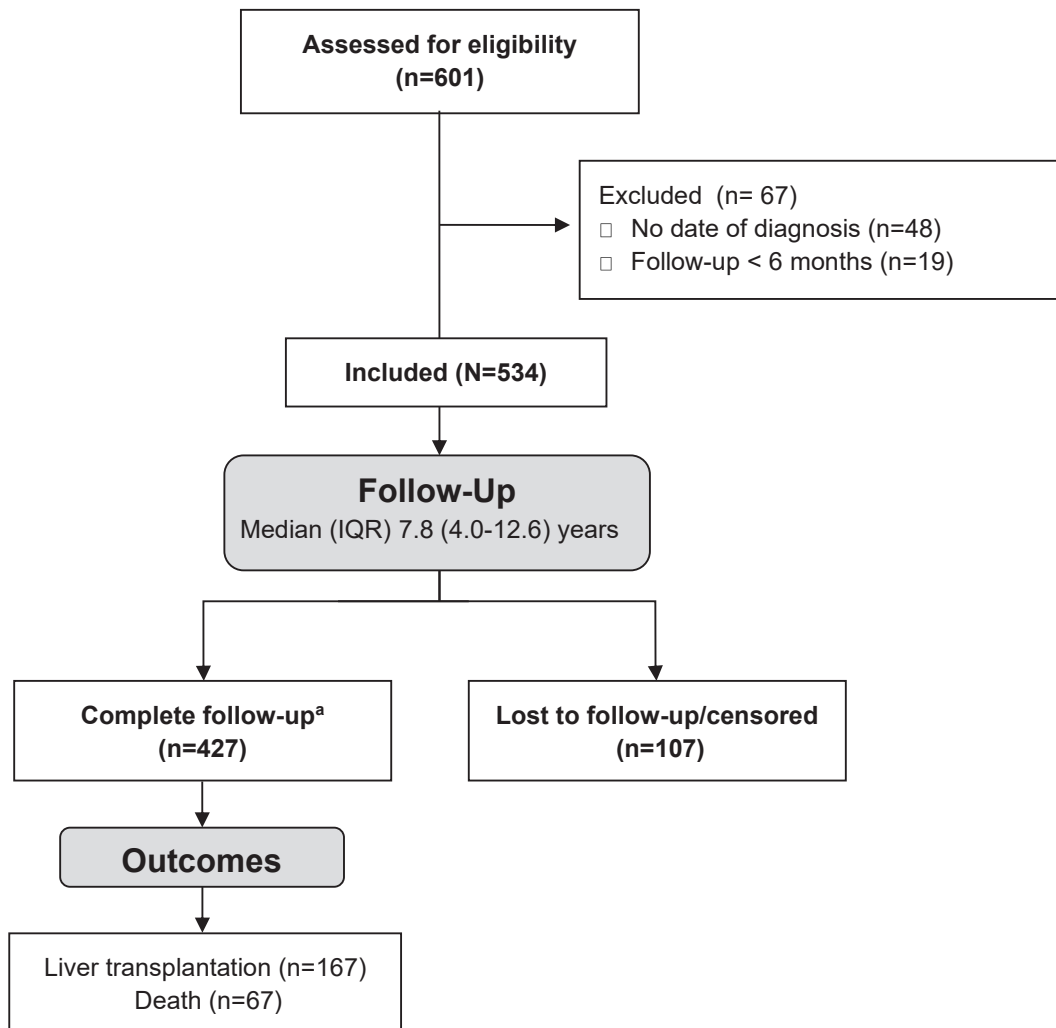 Assessed for eligibility
(n=601)
Excluded  (n= 67)
□ No date of diagnosis (n=48)
□ Follow-up < 6 months (n=19)
Included (N=534)
Follow-Up
Median (IQR) 7.8 (4.0-12.6) years
Complete follow-upᵃ
(n=427)
Lost to follow-up/censored
(n=107)
Outcomes
Liver transplantation (n=167)
Death (n=67)